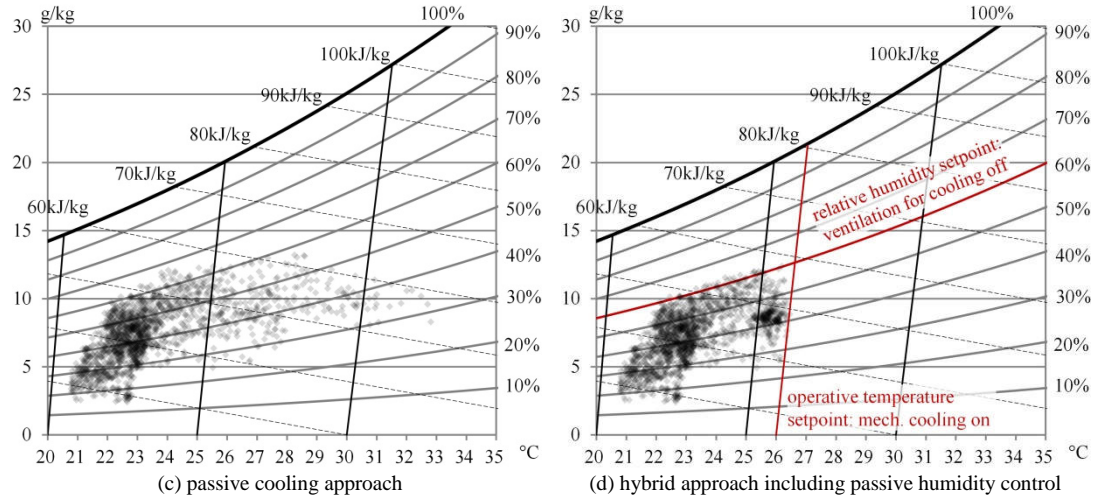 g/kg
100%
30
90%
100kJ/kg
80%
25
90kJ/kg
70%
80kJ/kg
20
60%
70kJ/kg
50%
60kJ/kg
15
40%
10
30%
20%
5
10%
0
20 21 22 23 24 25 26 27 28 29 30 31 32 33 34 35 °C
(c) passive cooling approach
g/kg
100%
30
90%
100kJ/kg
80%
25
90kJ/kg
70%
80kJ/kg
20
60%
70kJ/kg
relative humidity setpoint:
ventilation for cooling off
50%
60kJ/kg
15
40%
10
30%
20%
5
10%
operative temperature
setpoint: mech. cooling on
0
20 21 22 23 24 25 26 27 28 29 30 31 32 33 34 35 °C
(d) hybrid approach including passive humidity control